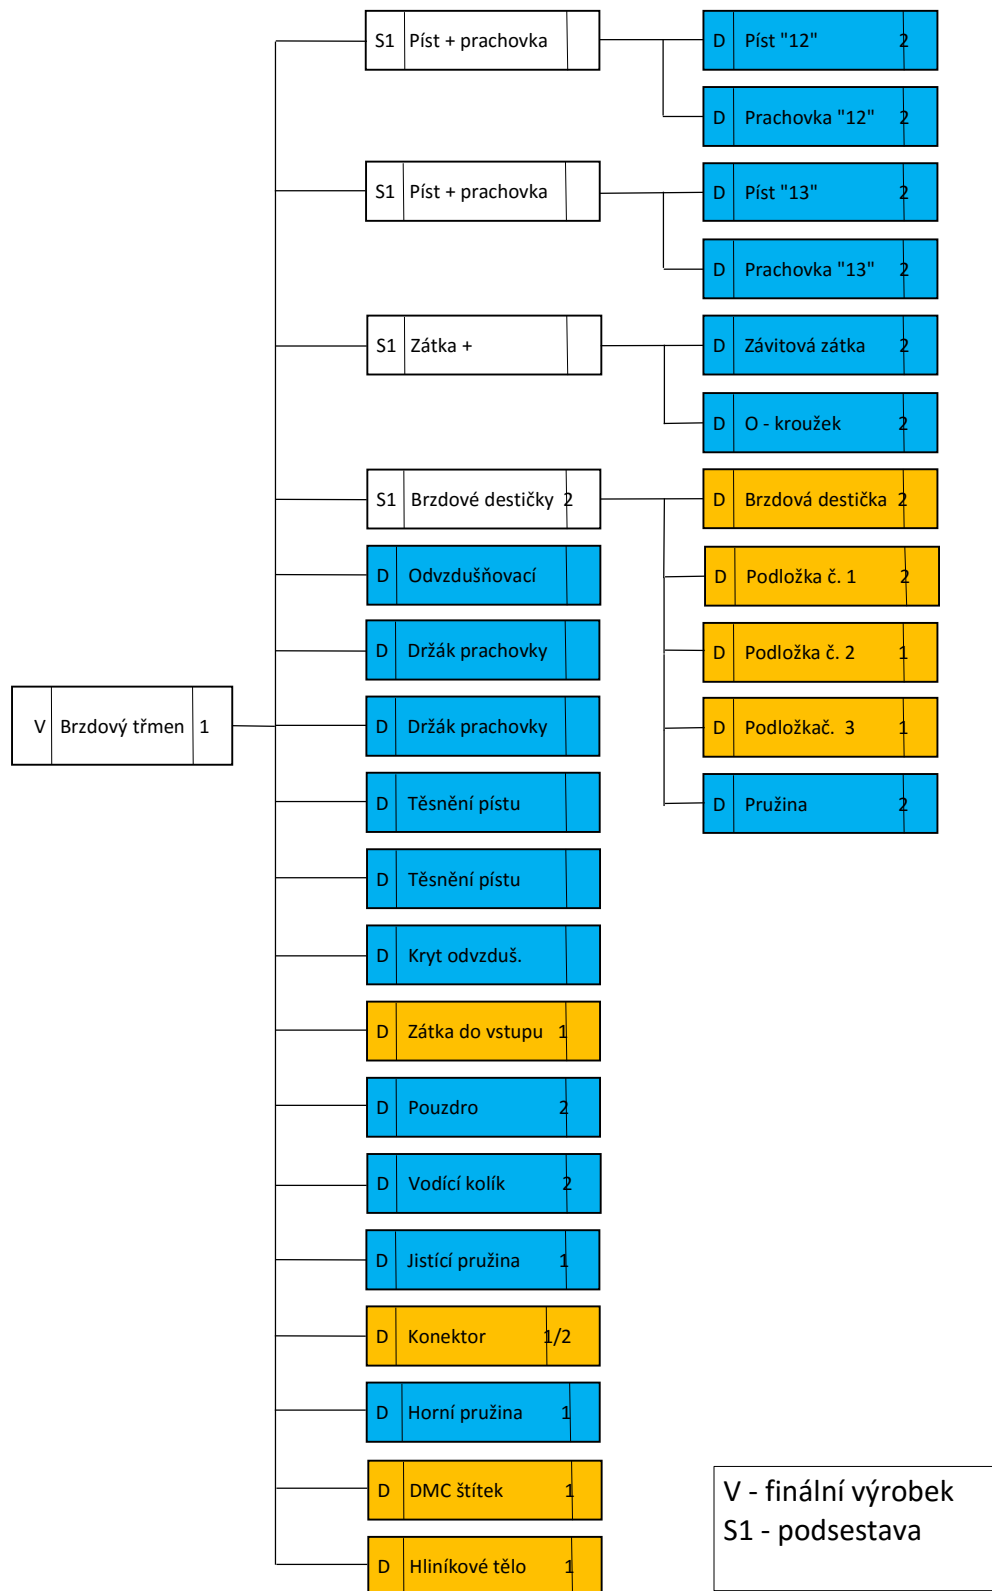 S1 Píst + prachovka
D Píst "12" 2
D Prachovka "12" 2
S1 Píst + prachovka
D Píst "13" 2
D Prachovka "13" 2
S1 Zátka +
D Závitová zátka 2
D O - kroužek 2
S1 Brzdové destičky 2
D Brzdová destička 2
D Odvzdušňovací
D Podložka č. 1 2
D Držák prachovky
D Podložka č. 2 1
V Brzdový třmen 1
D Držák prachovky
D Podložkač. 3 1
D Těsnění pístu
D Pružina 2
D Těsnění pístu
D Kryt odvzduš.
D Zátka do vstupu 1
D Pouzdro 2
D Vodící kolík 2
D Jistící pružina 1
D Konektor 1/2
D Horní pružina 1
D DMC štítek 1
D Hliníkové tělo 1
V - finální výrobek
S1 - podsestava